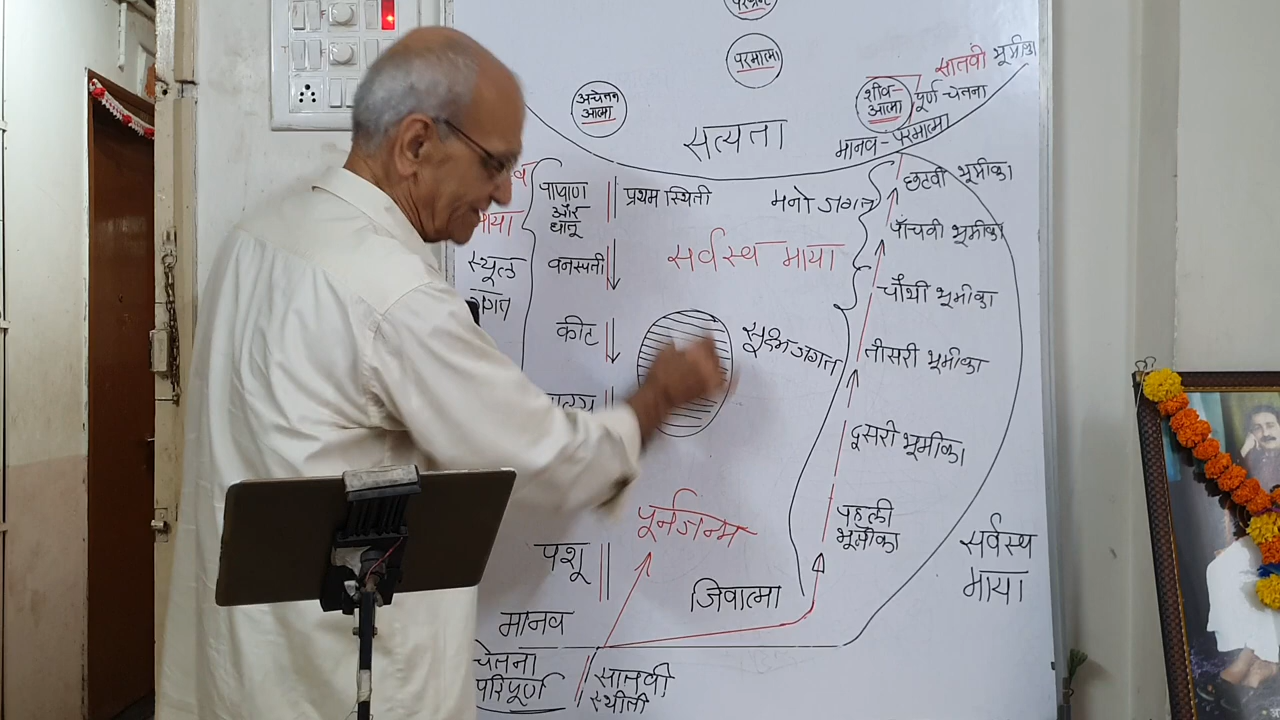 परमात्मा
सातवी भूमीका
अचेतन
आत्मा
शीव-
आत्मा
पूर्ण-चेतना
सत्यता
मानव-परमात्मा
पाषाण
और
धातू
प्रथम स्थिती
मनोजगत
छटवी भूमीका
माया
पाँचवी भूमीका
स्थूल
जगत
वनस्पती
सर्वस्थ माया
चौथी भूमीका
कीट
सूक्ष्म जगत
तीसरी भूमीका
दूसरी भूमीका
पूर्नजन्म
पहली
भूमीका
पशू
सर्वस्थ
माया
जिवात्मा
मानव
चेतना
परिपूर्ण
सातवी
स्थीती